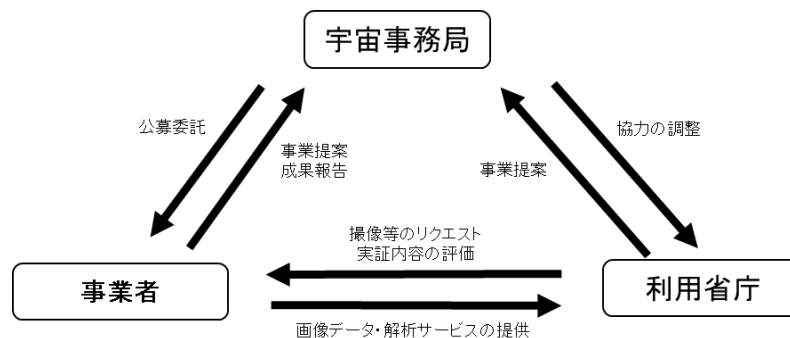 宇宙事務局
公募委託
事業提案
成果報告
事業提案
協力の調整
撮像等のリクエスト
実証内容の評価
事業者
利用省庁
画像データ・解析サービスの提供